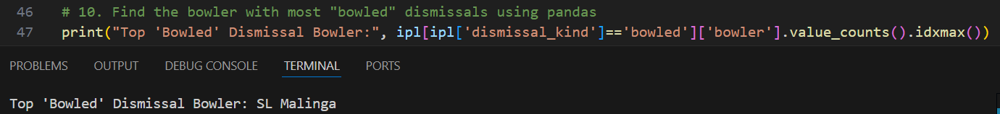 46 # 10. Find the bowler with most "bowled" dismissals using pandas
47 print("Top 'Bowled' Dismissal Bowler:", ipl[ipl['dismissal_kind']=='bowled']['bowler'].value_counts().idxmax())
PROBLEMS OUTPUT DEBUG CONSOLE TERMINAL PORTS
Top 'Bowled' Dismissal Bowler: SL Malinga